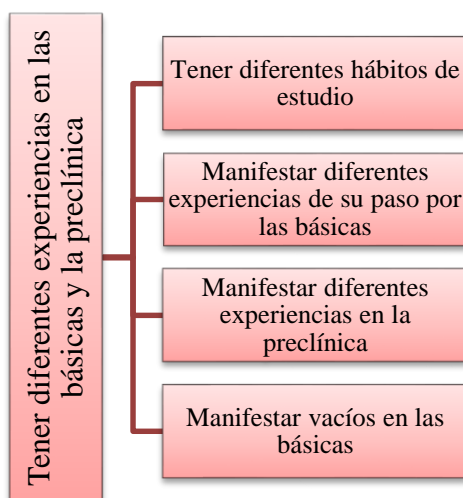 Tener diferentes experiencias en las
básicas y la preclínica
Tener diferentes hábitos de
estudio
Manifestar diferentes
experiencias de su paso por
las básicas
Manifestar diferentes
experiencias en la
preclínica
Manifestar vacíos en las
básicas